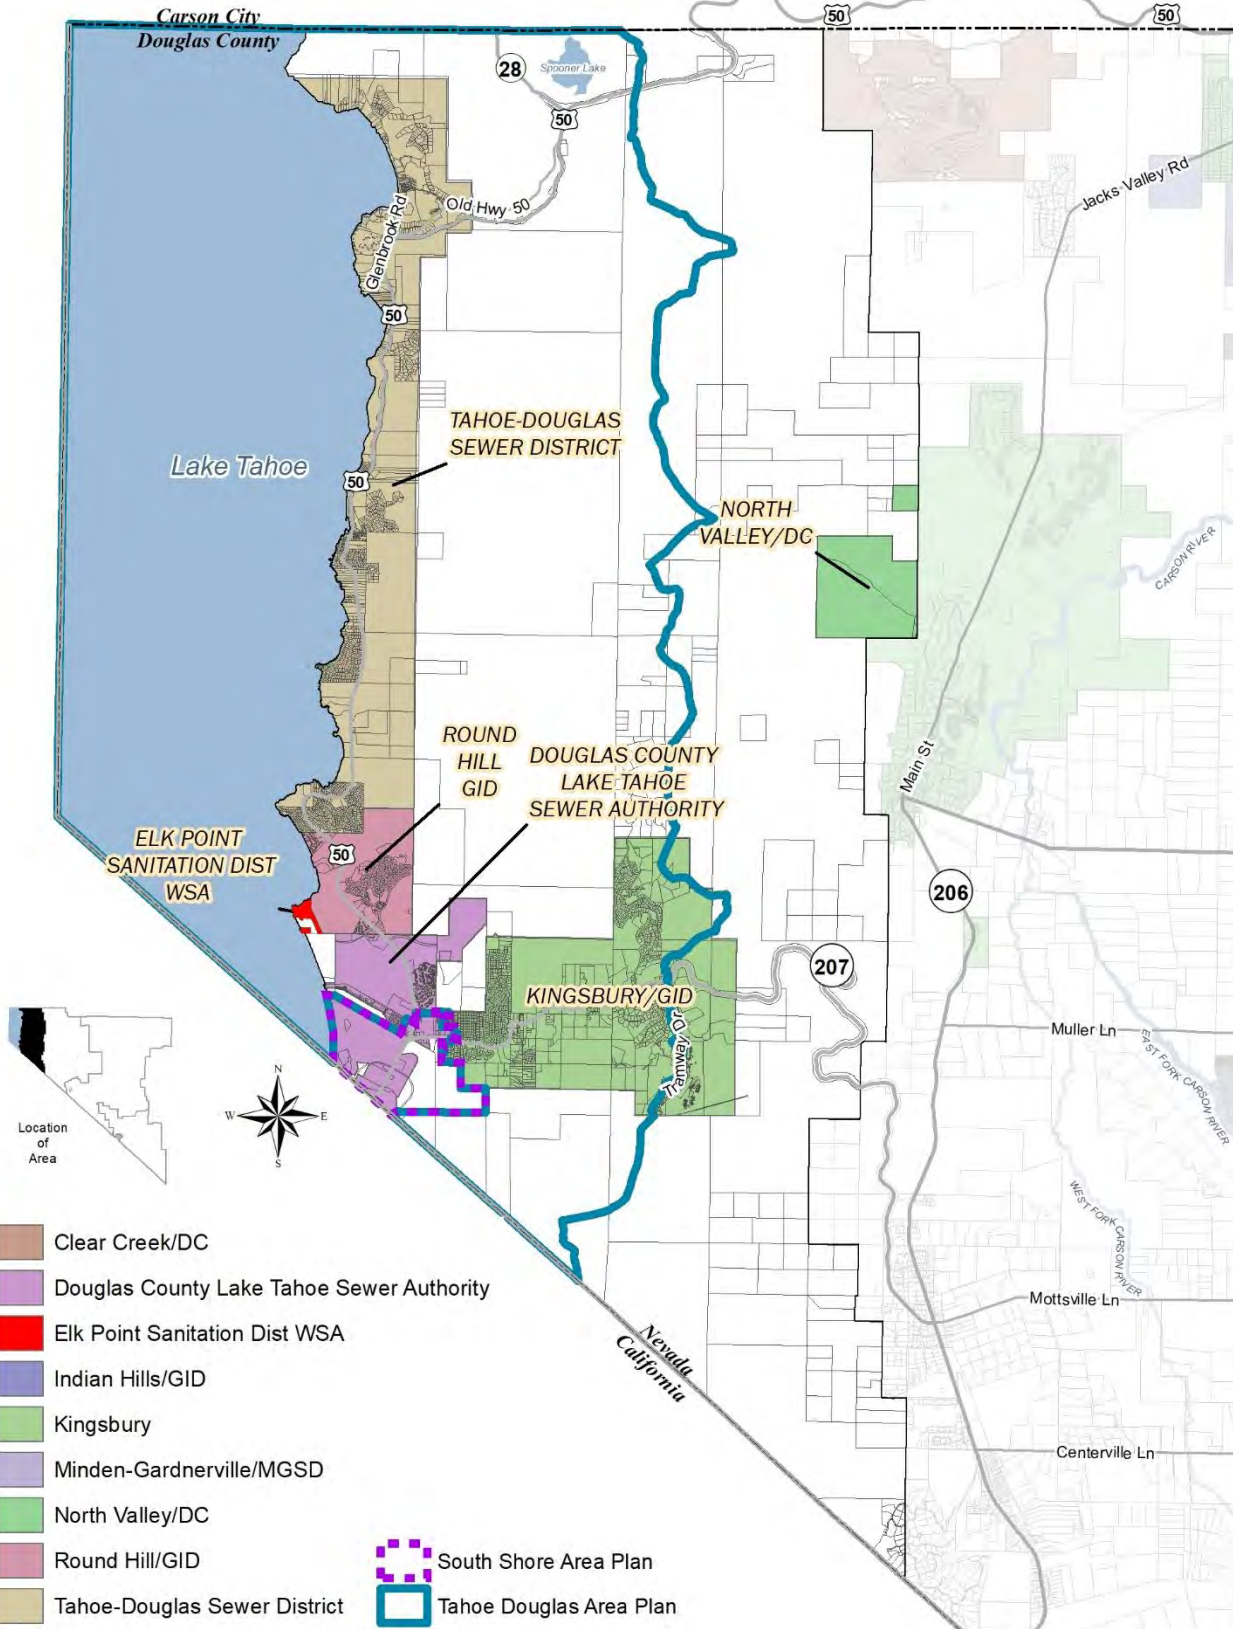 Carson City
Douglas County
50
50
28
Spooner Lake
50
Jacks Valley Rd
Old Hwy 50
Glenbrook Rd
50
TAHOE-DOUGLAS
SEWER DISTRICT
Lake Tahoe
50
NORTH
VALLEY/DC
CARSON RIVER
ROUND
HILL
GID
DOUGLAS COUNTY
LAKE TAHOE
SEWER AUTHORITY
Main St
ELK POINT
SANITATION DIST
WSA
50
206
207
KINGSBURY/GID
Tramway Dr
Muller Ln
EAST FORK CARSON RIVER
N
W
E
S
Location
of
Area
WEST FORK CARSON RIVER
Mottsville Ln
Nevada
California
Centerville Ln
Clear Creek/DC
Douglas County Lake Tahoe Sewer Authority
Elk Point Sanitation Dist WSA
Indian Hills/GID
Kingsbury
Minden-Gardnerville/MGSD
North Valley/DC
Round Hill/GID
Tahoe-Douglas Sewer District
South Shore Area Plan
Tahoe Douglas Area Plan